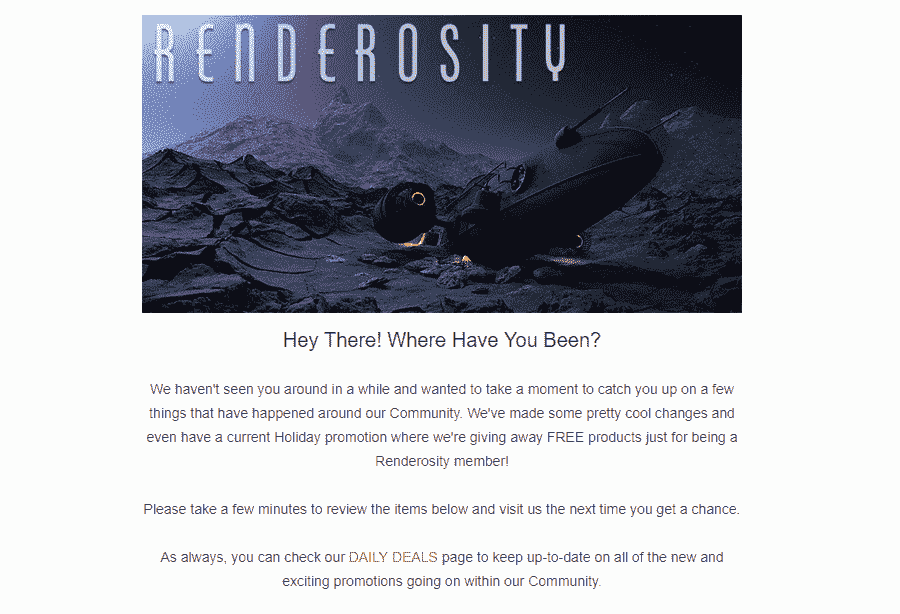 RENDEROSITY
Hey There! Where Have You Been?
We haven't seen you around in a while and wanted to take a moment to catch you up on a few
things that have happened around our Community. We've made some pretty cool changes and
even have a current Holiday promotion where we're giving away FREE products just for being a
Renderosity member!
Please take a few minutes to review the items below and visit us the next time you get a chance.
As always, you can check our DAILY DEALS page to keep up-to-date on all of the new and
exciting promotions going on within our Community.